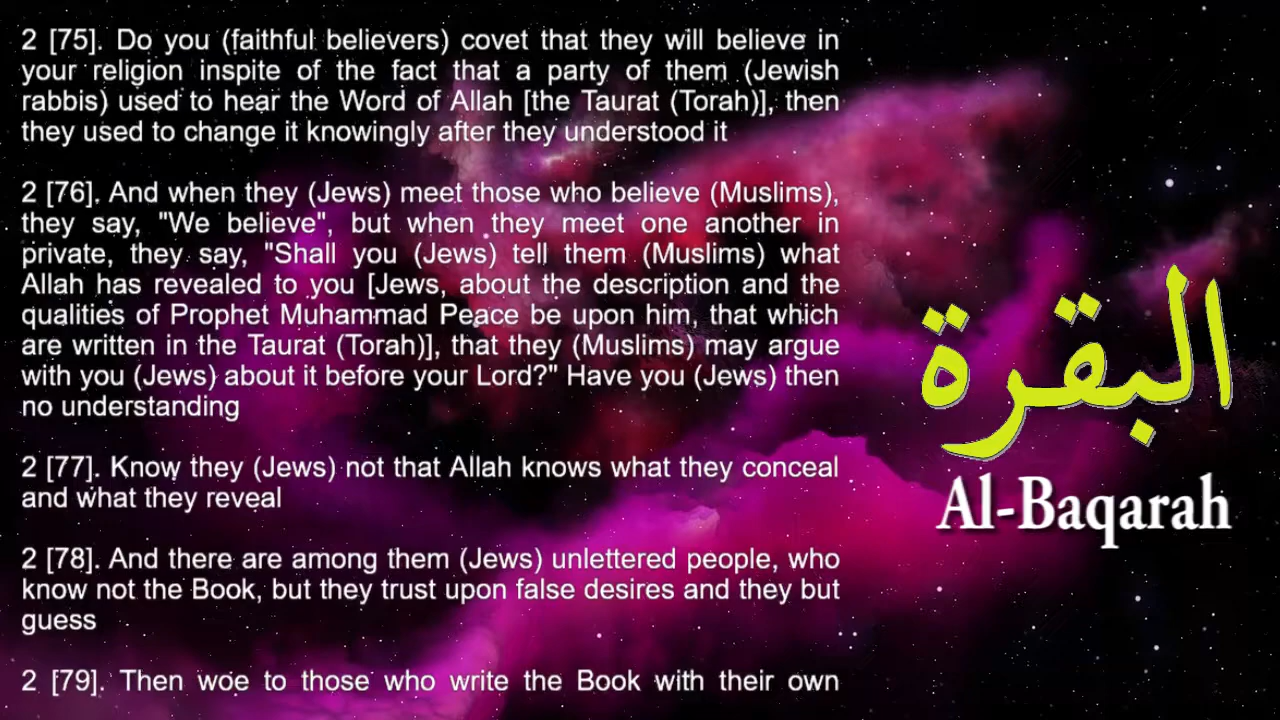 2 [75]. Do you (faithful believers) covet that they will believe in
your religion inspite of the fact that a party of them (Jewish
rabbis) used to hear the Word of Allah [the Taurat (Torah)], then
they used to change it knowingly after they understood it
2 [76]. And when they (Jews) meet those who believe (Muslims),
they say, "We believe", but when they meet one another in
private, they say, "Shall you (Jews) tell them (Muslims) what
Allah has revealed to you [Jews, about the description and the
qualities of Prophet Muhammad Peace be upon him, that which
are written in the Taurat (Torah)], that they (Muslims) may argue
with you (Jews) about it before your Lord?" Have you (Jews) then
no understanding
2 [77]. Know they (Jews) not that Allah knows what they conceal
and what they reveal
2 [78]. And there are among them (Jews) unlettered people, who
know not the Book, but they trust upon false desires and they but
guess
2 [79]. Then woe to those who write the Book with their own
البقرة
Al-Baqarah